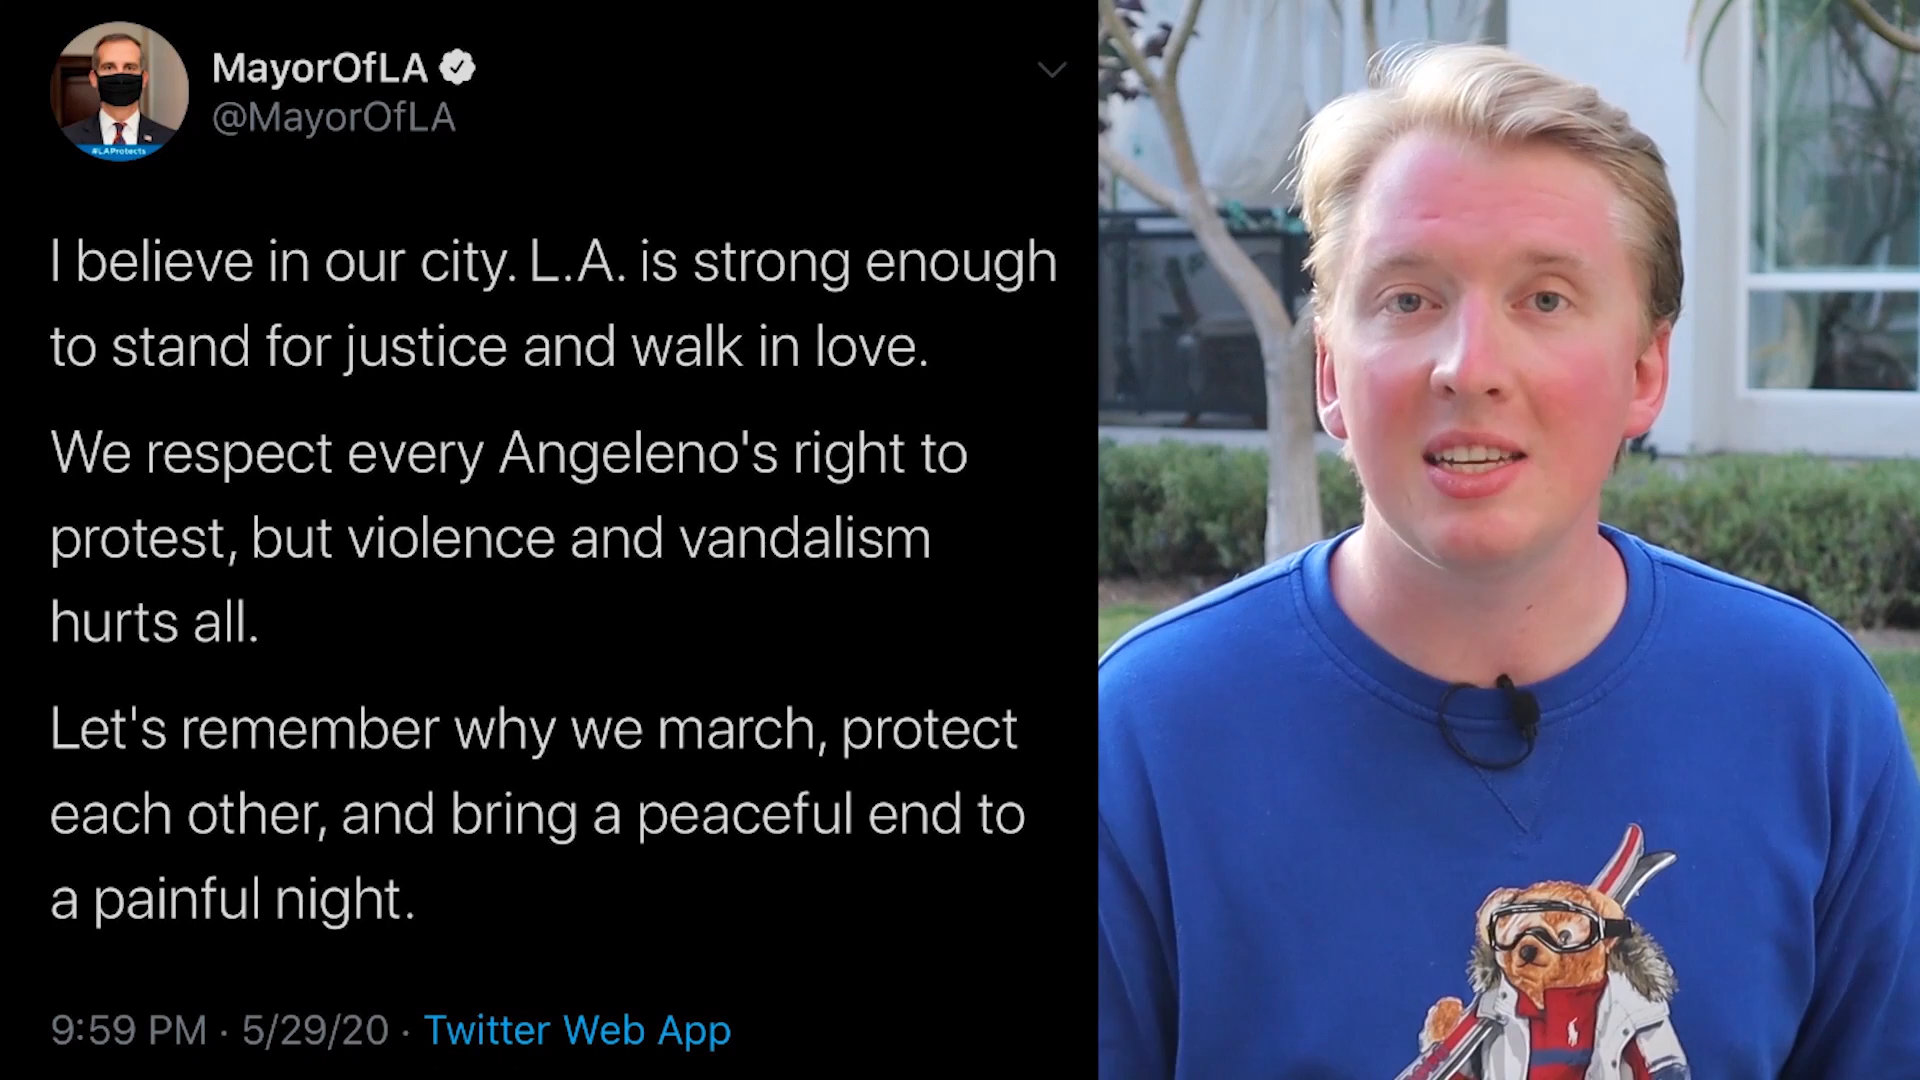 MayorOfLA
@MayorOfLA
#LAProtects
I believe in our city. L.A. is strong enough
to stand for justice and walk in love.
We respect every Angeleno's right to
protest, but violence and vandalism
hurts all.
Let's remember why we march, protect
each other, and bring a peaceful end to
a painful night.
9:59 PM · 5/29/20 · Twitter Web App